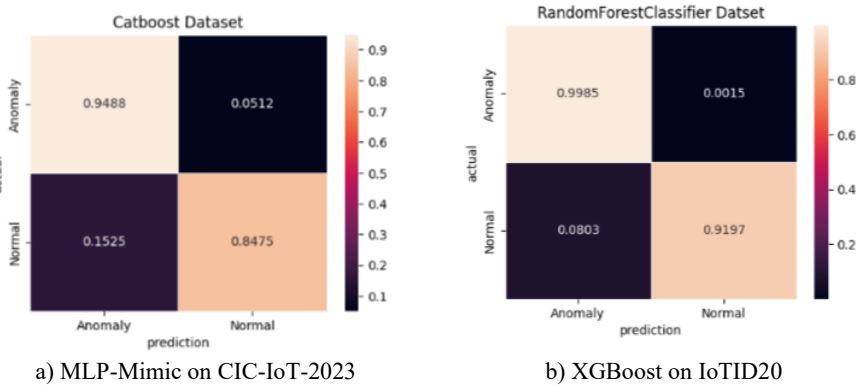 Catboost Dataset
Anomaly
0.9488
0.0512
0.9
0.8
0.7
0.6
0.5
0.4
0.3
0.2
0.1
Normal
0.1525
0.8475
Anomaly
Normal
prediction
a) MLP-Mimic on CIC-IoT-2023
RandomForestClassifier Datset
actual
Anomaly
0.9985
0.0015
0.8
0.6
0.4
0.2
Normal
0.0803
0.9197
Anomaly
Normal
prediction
b) XGBoost on IoTID20